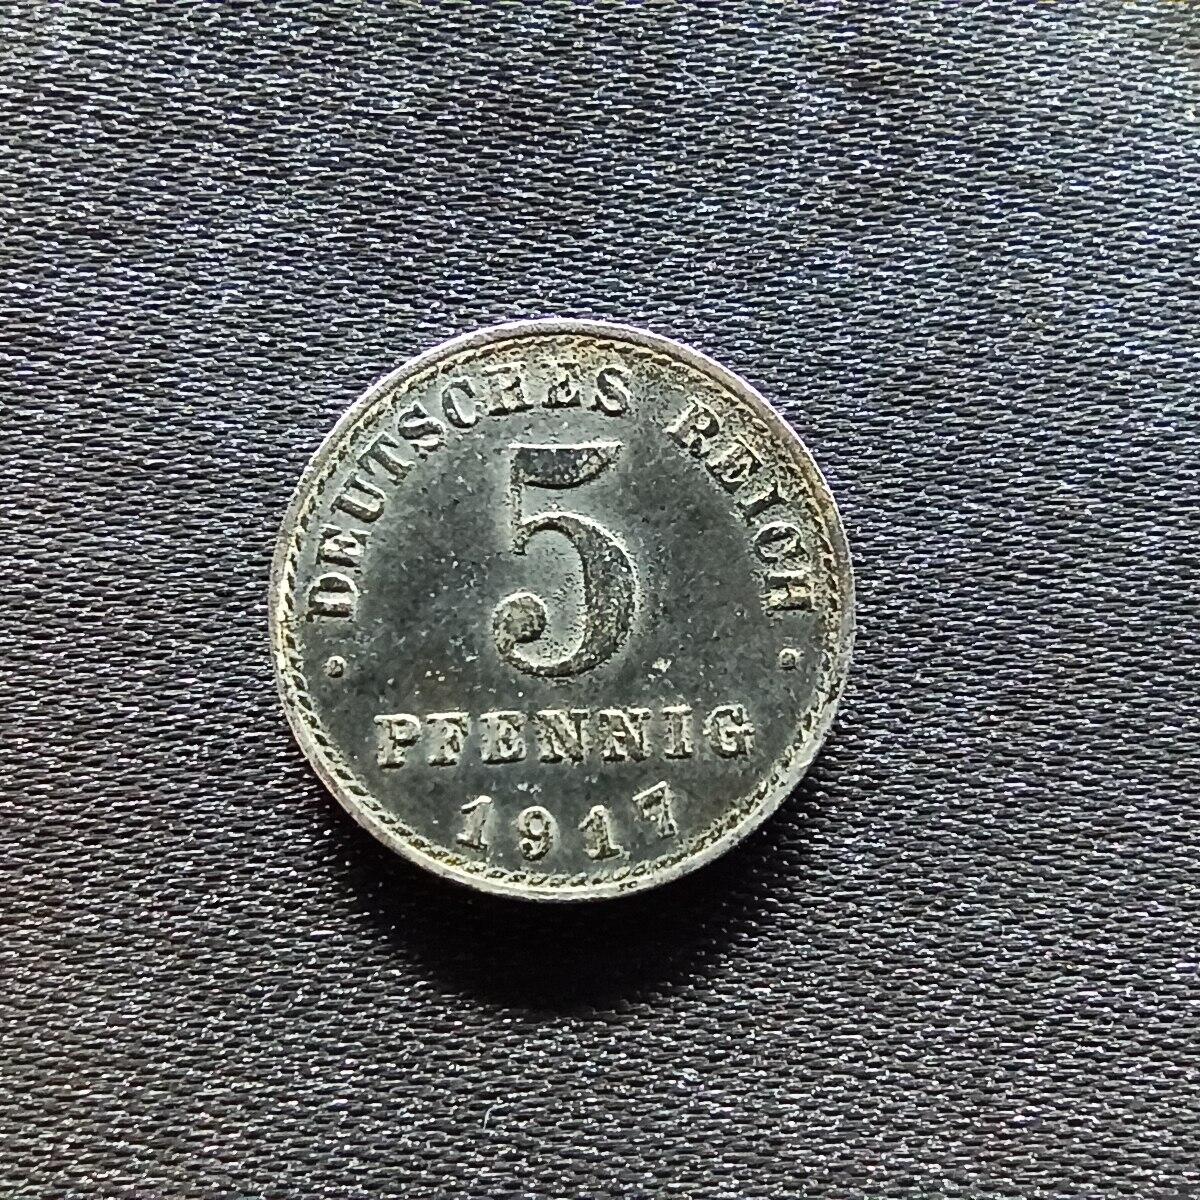 DEUTSCHES REICH
5
PFENNIG
1917